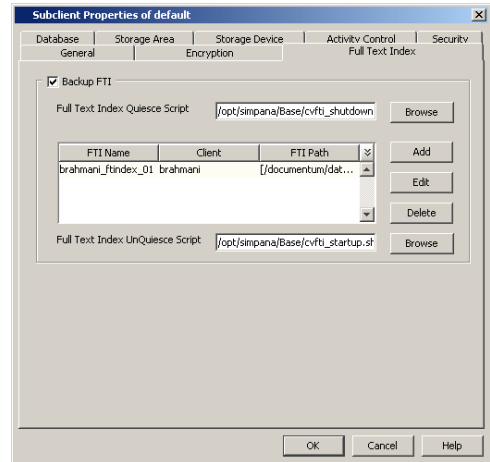 Subclient Properties of default
Database Storage Area Storage Device Activity Control Security
General Encryption Full Text Index
Backup FTI
Full Text Index Quiesce Script /opt/simpana/Base/cvfti_shutdown Browse
FTI Name Client FTI Path Add
brahmani_ftindex_01 brahmani [/documentum/dat...
Edit
Delete
Full Text Index UnQuiesce Script /opt/simpana/Base/cvfti_startup.sh Browse
OK Cancel Help